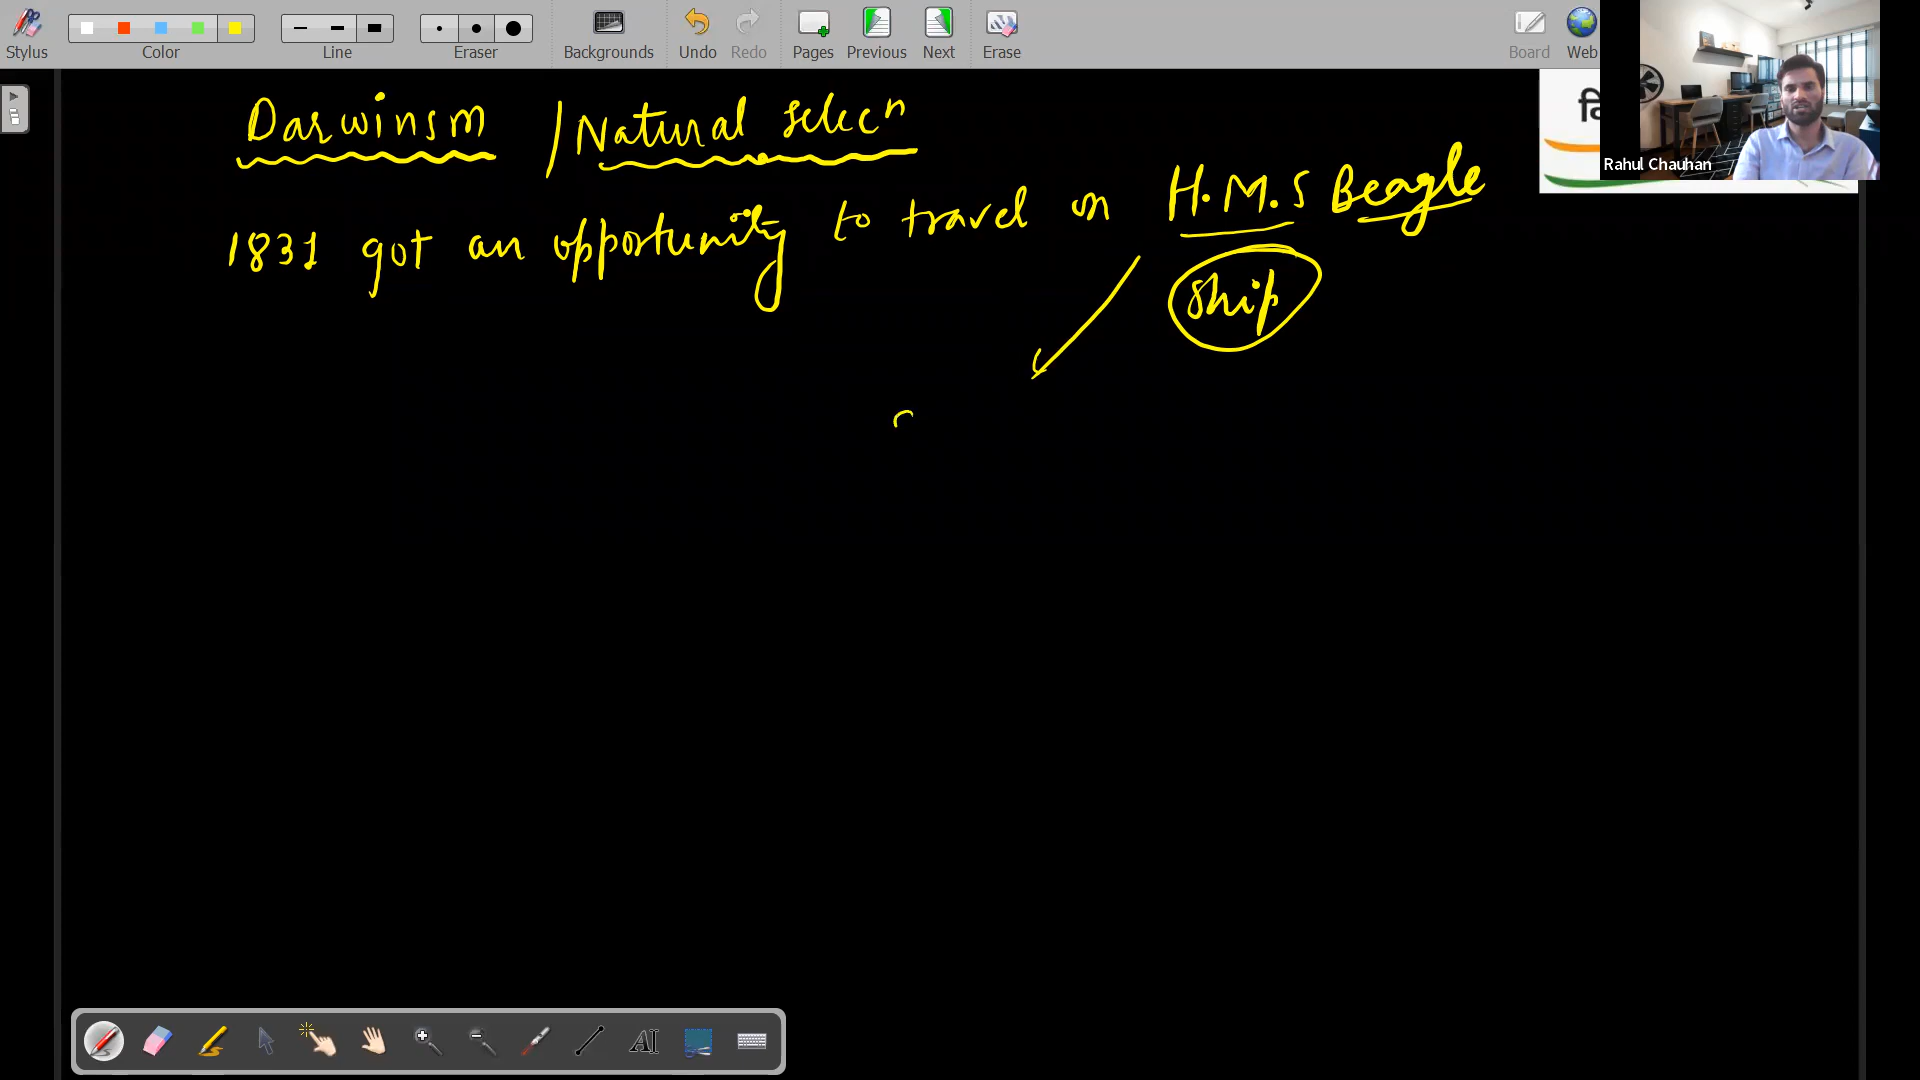 Stylus Color Line Eraser Backgrounds Undo Redo Pages Previous Next Erase Board Web
Rahul Chauhan
Darwinsm / Natural selecⁿ
1831 got an opportunity to travel on H.M.S Beagle
Ship